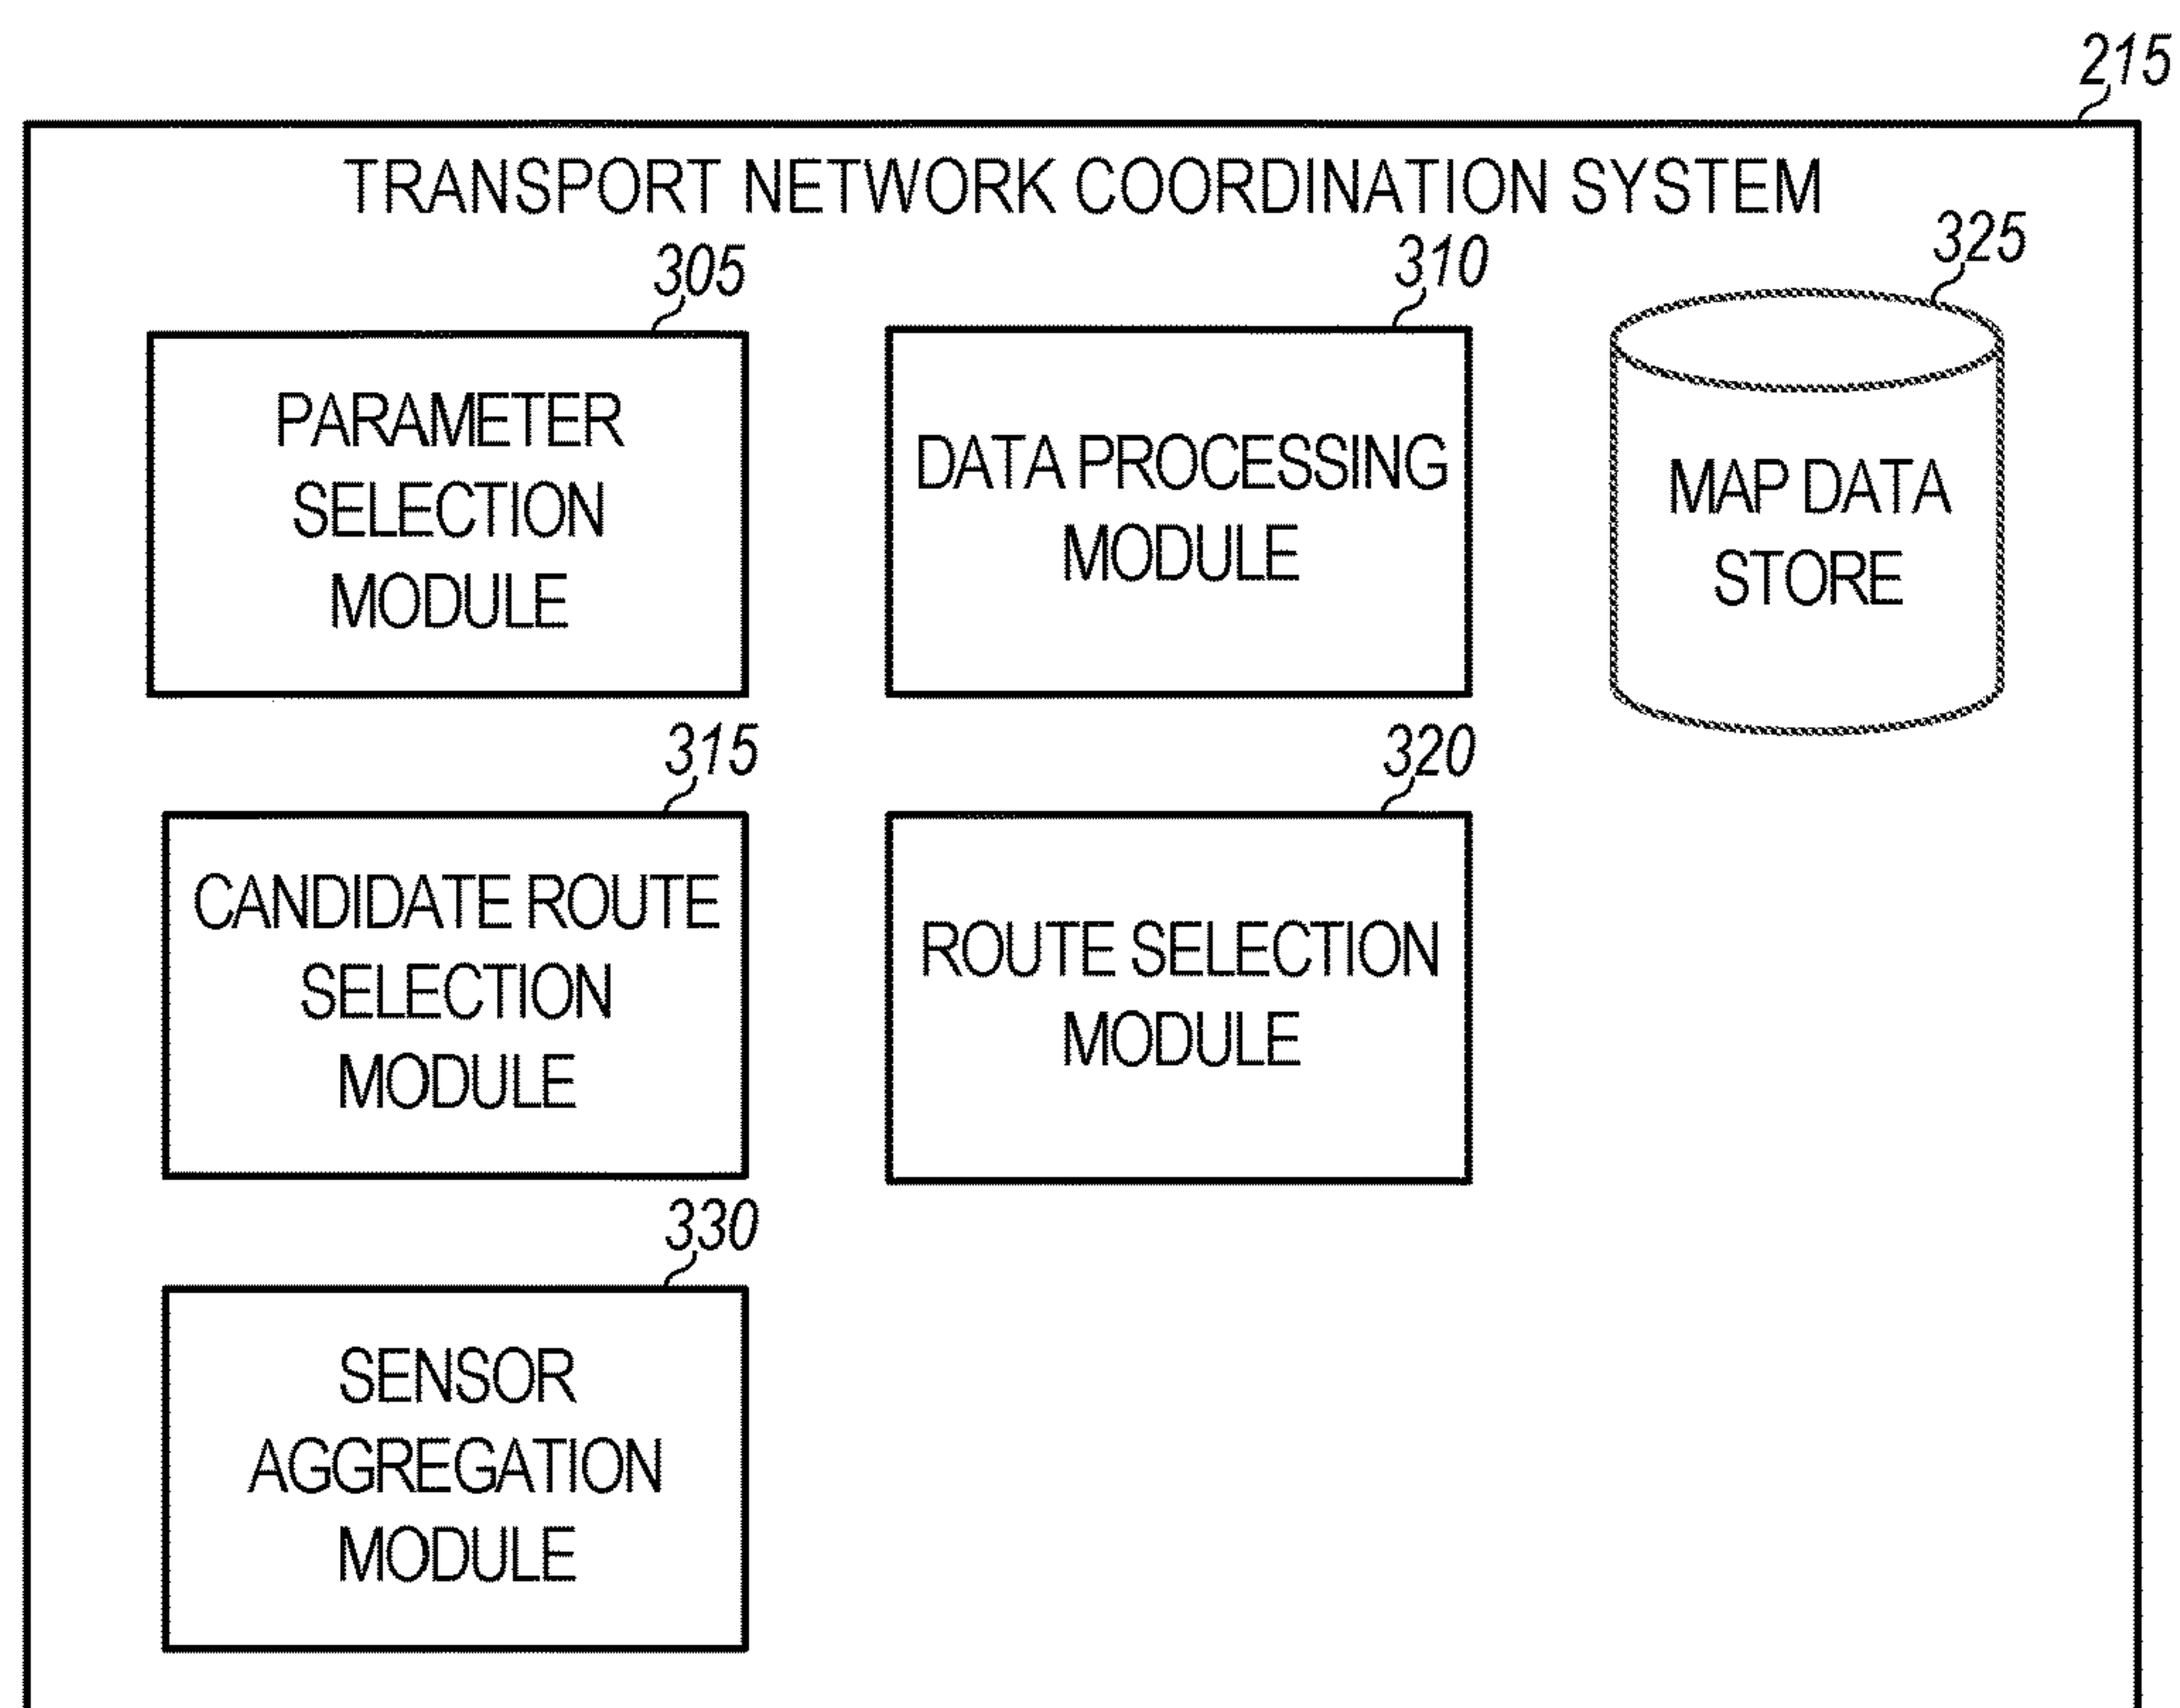 215
TRANSPORT NETWORK COORDINATION SYSTEM
305
PARAMETER
SELECTION
MODULE
310
DATA PROCESSING
MODULE
325
MAP DATA
STORE
315
CANDIDATE ROUTE
SELECTION
MODULE
320
ROUTE SELECTION
MODULE
330
SENSOR
AGGREGATION
MODULE